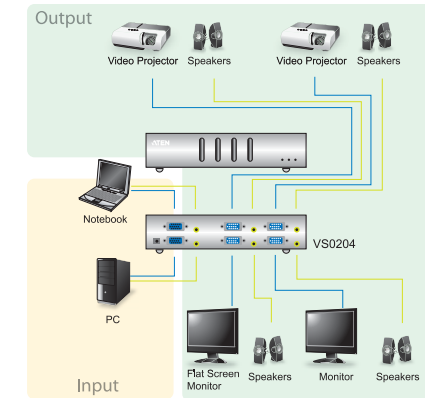 Output
Video Projector Speakers Video Projector Speakers
ATEN
Notebook
VS0204
PC
Flat Screen Monitor Speakers Monitor Speakers
Input